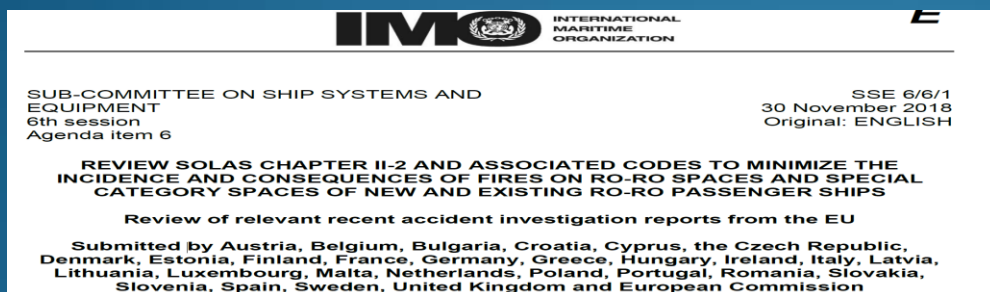 IMO
INTERNATIONAL
MARITIME
ORGANIZATION
E
SUB-COMMITTEE ON SHIP SYSTEMS AND
EQUIPMENT
6th session
Agenda item 6
SSE 6/6/1
30 November 2018
Original: ENGLISH
REVIEW SOLAS CHAPTER II-2 AND ASSOCIATED CODES TO MINIMIZE THE
INCIDENCE AND CONSEQUENCES OF FIRES ON RO-RO SPACES AND SPECIAL
CATEGORY SPACES OF NEW AND EXISTING RO-RO PASSENGER SHIPS
Review of relevant recent accident investigation reports from the EU
Submitted by Austria, Belgium, Bulgaria, Croatia, Cyprus, the Czech Republic,
Denmark, Estonia, Finland, France, Germany, Greece, Hungary, Ireland, Italy, Latvia,
Lithuania, Luxembourg, Malta, Netherlands, Poland, Portugal, Romania, Slovakia,
Slovenia, Spain, Sweden, United Kingdom and European Commission